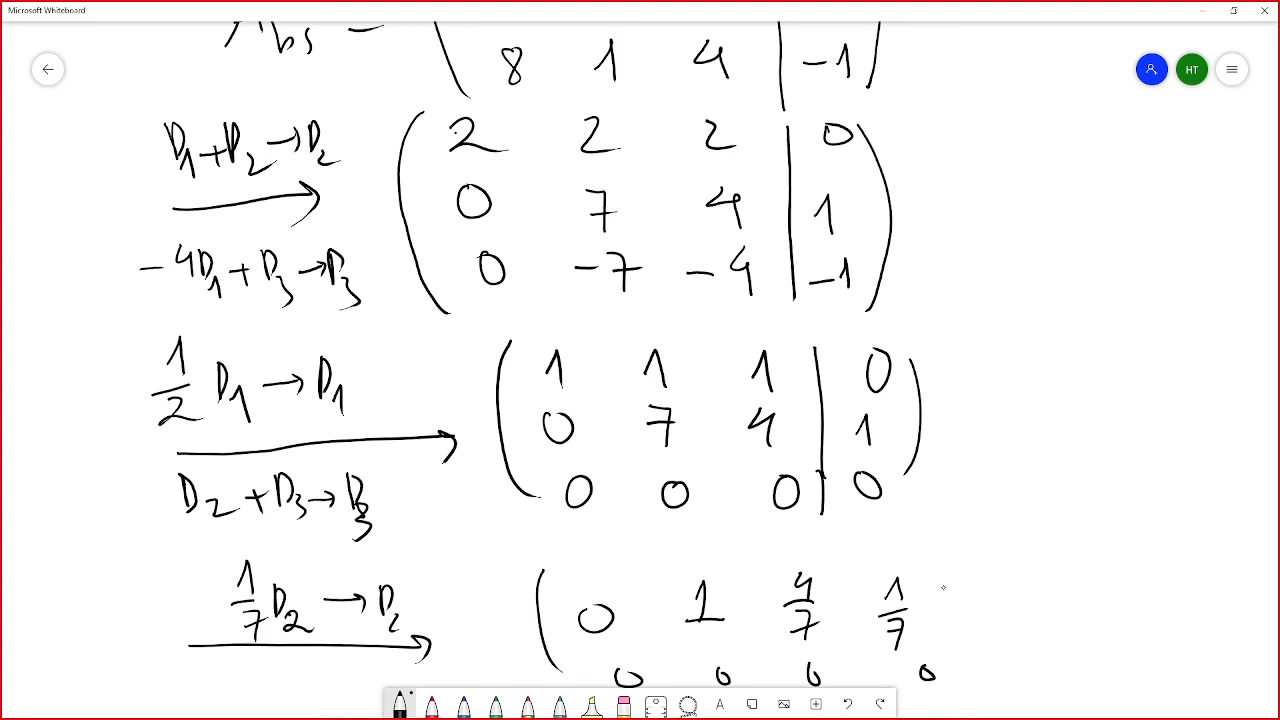 Microsoft Whiteboard
HT
Abs =
8 1 4 | -1
D1+D2→D2
-4D1+D3→D3
2 2 2 | 0
0 7 4 | 1
0 -7 -4 | -1
1/2 D1→D1
D2+D3→D3
1 1 1 | 0
0 7 4 | 1
0 0 0 | 0
1/7 D2→D2
0 1 4/7 1/7
0 0 0 0
A